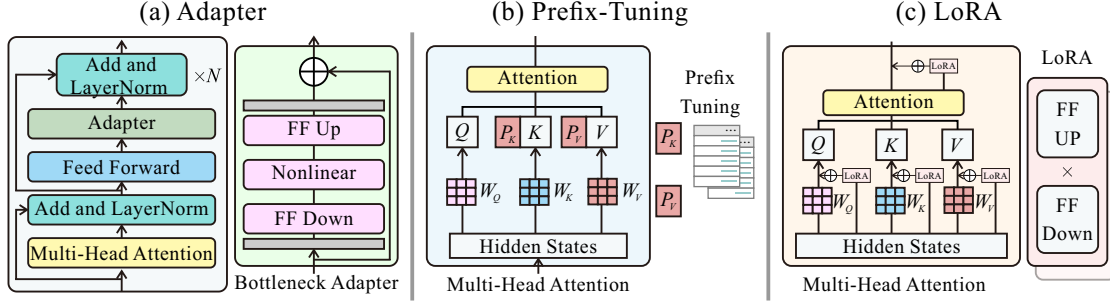 (a) Adapter
Add and
LayerNorm
×N
Adapter
Feed Forward
Add and LayerNorm
Multi-Head Attention
FF Up
Nonlinear
FF Down
Bottleneck Adapter
(b) Prefix-Tuning
Attention
Q
P_K
K
P_V
V
W_Q
W_K
W_V
Hidden States
Multi-Head Attention
Prefix
Tuning
P_K
P_V
...
...
(c) LoRA
LoRA
Attention
Q
K
V
LoRA
LoRA
LoRA
W_Q
W_K
W_V
Hidden States
Multi-Head Attention
LoRA
FF
UP
×
FF
Down